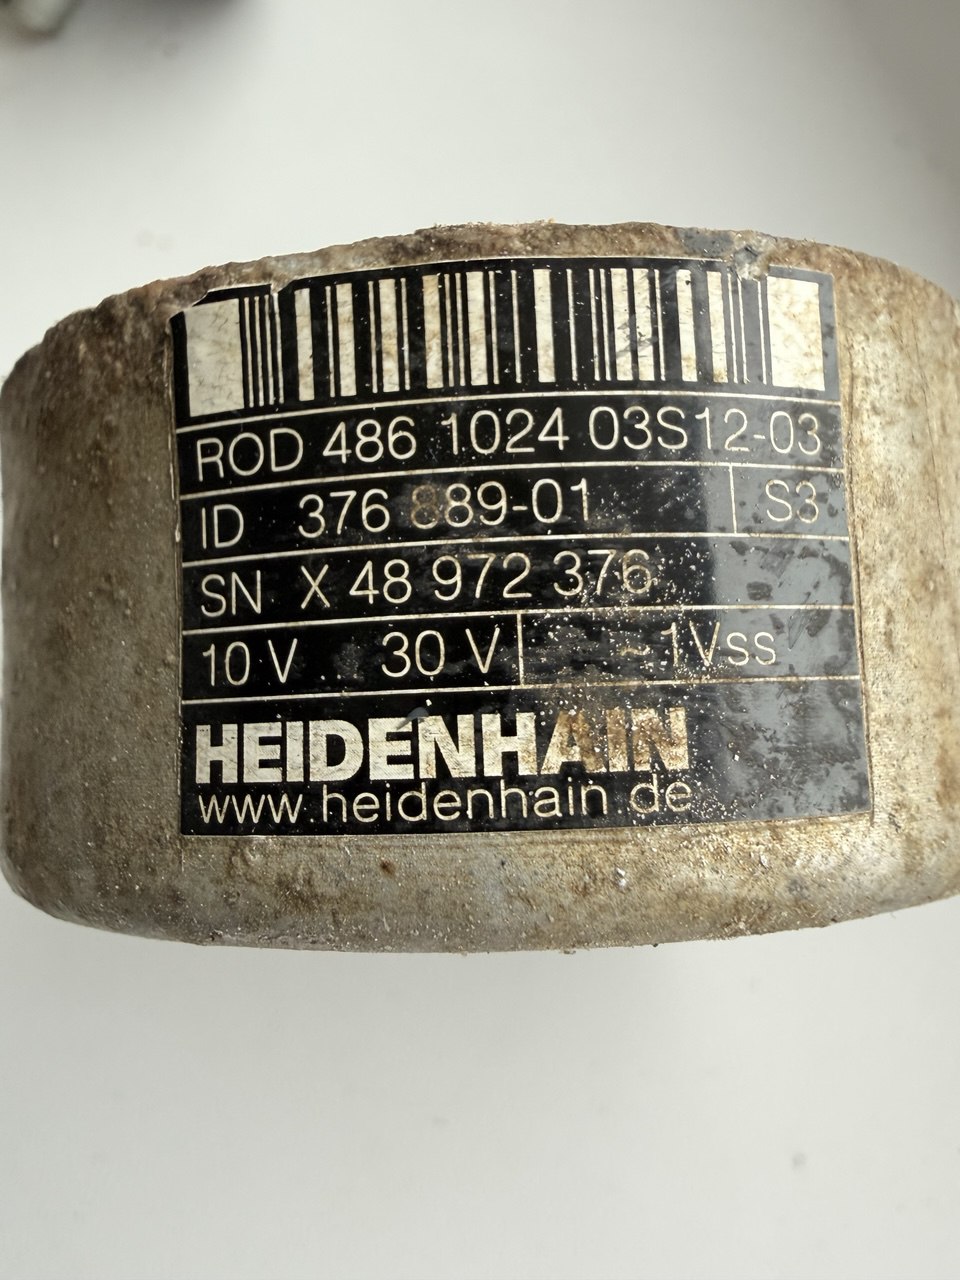 ROD 486 1024 03S12-03
ID 376 889-01 S3
SN X 48 972 376
10 V ... 30 V ~ 1Vss
HEIDENHAIN
www.heidenhain.de